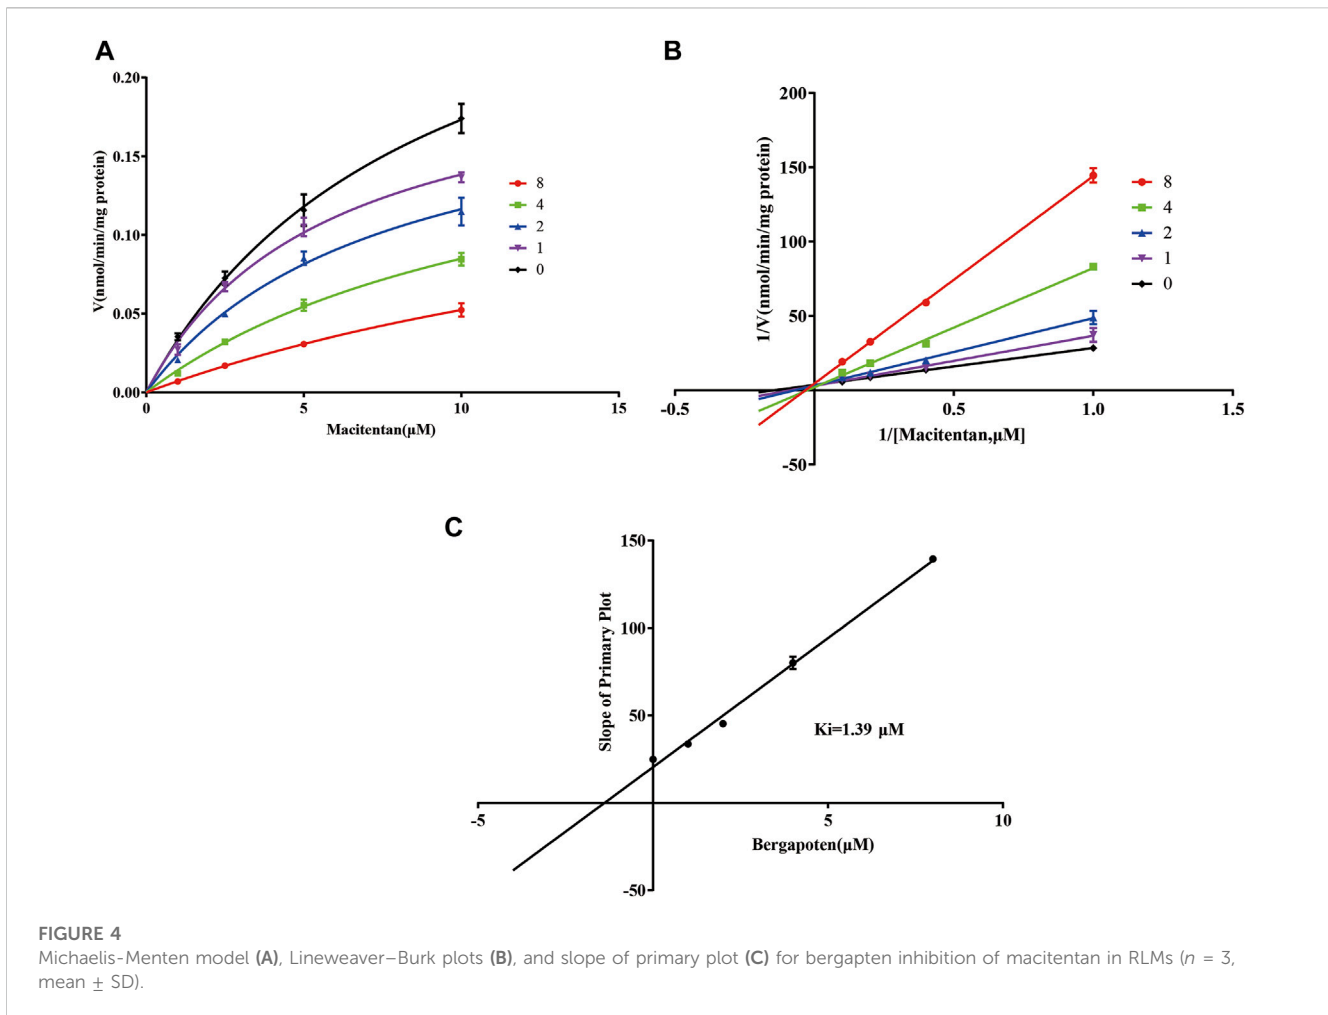 A
0.20
0.15
0.10
0.05
0.00
V(nmol/min/mg protein)
0
5
10
15
Macitentan(μM)
8
4
2
1
0
B
200
150
100
50
-50
1/V(nmol/min/mg protein)
-0.5
0.5
1.0
1.5
1/[Macitentan,μM]
8
4
2
1
0
C
150
100
50
-50
Slope of Primary Plot
-5
5
10
Bergapoten(μM)
Ki=1.39 μM
FIGURE 4
Michaelis-Menten model (A), Lineweaver–Burk plots (B), and slope of primary plot (C) for bergapten inhibition of macitentan in RLMs (n = 3,
mean ± SD).